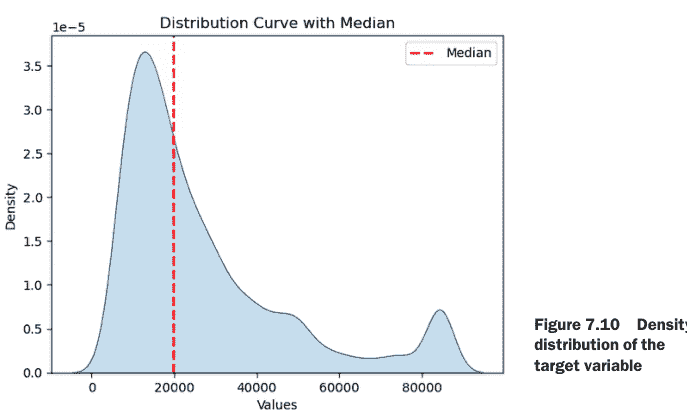 Distribution Curve with Median
1e−5
Median
3.5
3.0
2.5
2.0
1.5
1.0
0.5
0.0
Density
0 20000 40000 60000 80000
Values
Figure 7.10 Density
distribution of the
target variable